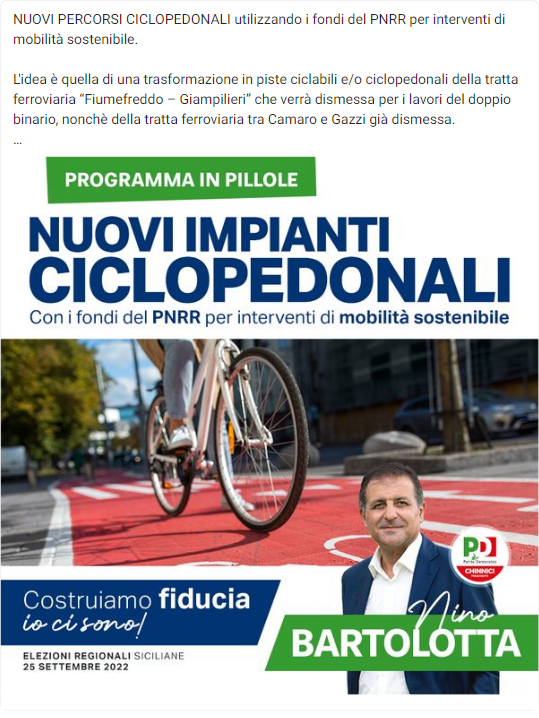 NUOVI PERCORSI CICLOPEDONALI utilizzando i fondi del PNRR per interventi di
mobilità sostenibile.
L'idea è quella di una trasformazione in piste ciclabili e/o ciclopedonali della tratta
ferroviaria “Fiumefreddo – Giampilieri” che verrà dismessa per i lavori del doppio
binario, nonchè della tratta ferroviaria tra Camaro e Gazzi già dismessa.
...
PROGRAMMA IN PILLOLE
NUOVI IMPIANTI
CICLOPEDONALI
Con i fondi del PNRR per interventi di mobilità sostenibile
PD
Partito Democratico
CHINNICI
PRESIDENTE
Costruiamo fiducia
io ci sono!
Nino
BARTOLOTTA
ELEZIONI REGIONALI SICILIANE
25 SETTEMBRE 2022